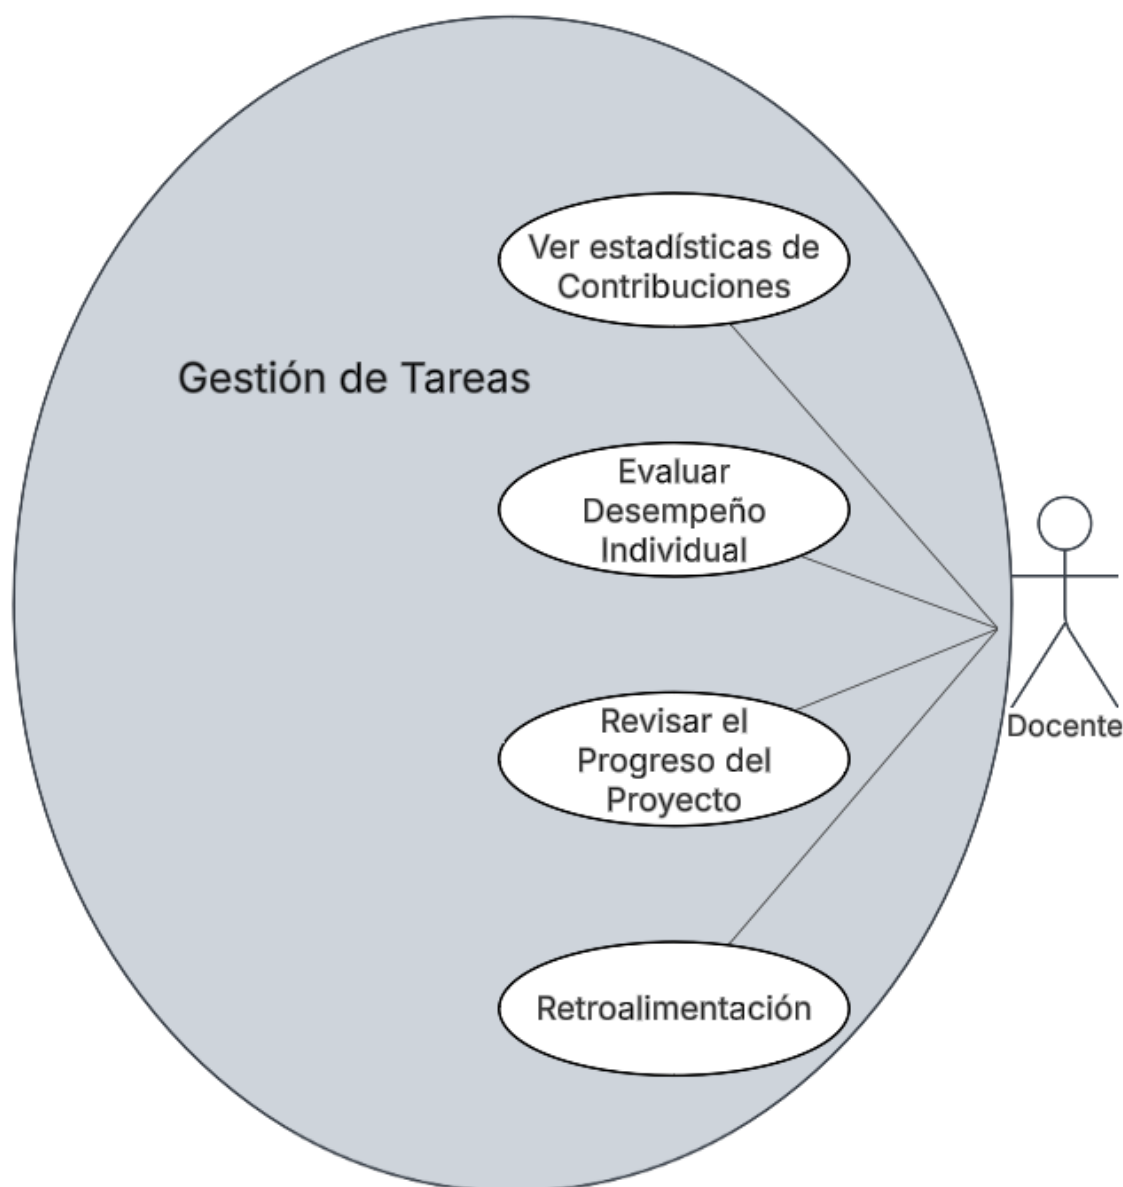 Ver estadísticas de
Contribuciones
Gestión de Tareas
Evaluar
Desempeño
Individual
Revisar el
Progreso del
Proyecto
Docente
Retroalimentación